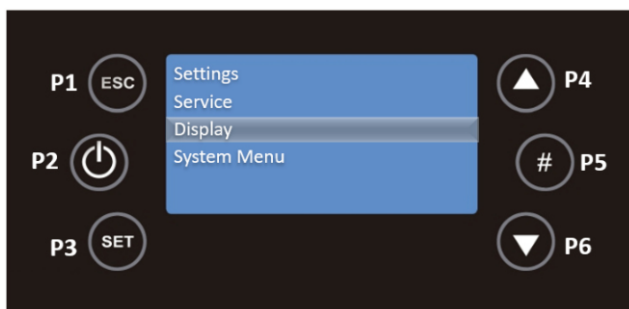 P1 ESC
Settings
Service
Display
System Menu
P4
P2
# P5
P3 SET
P6